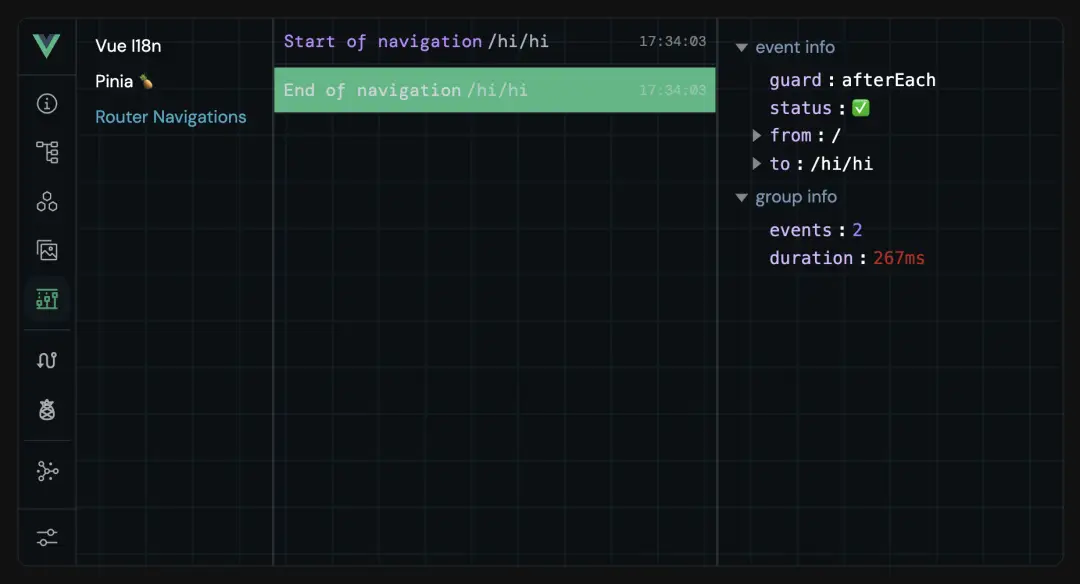 Vue I18n
Pinia 🍍
Router Navigations
Start of navigation /hi/hi 17:34:03
End of navigation /hi/hi 17:34:03
event info
guard : afterEach
status : ✅
from : /
to : /hi/hi
group info
events : 2
duration : 267ms